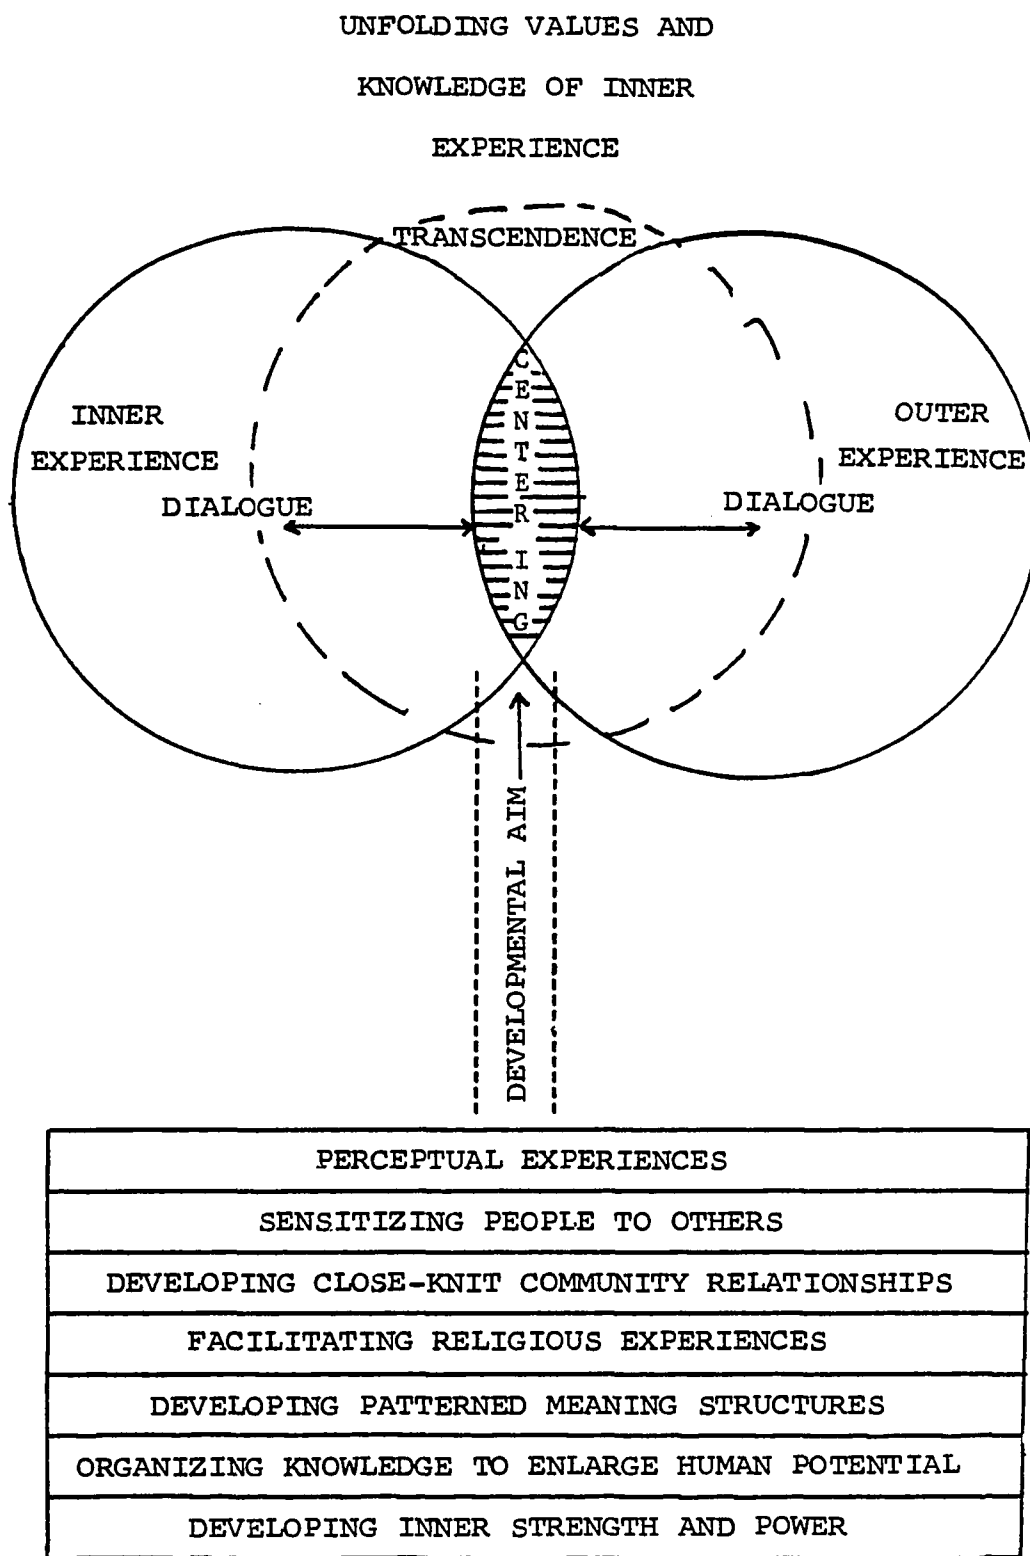 UNFOLDING VALUES AND
KNOWLEDGE OF INNER
EXPERIENCE
TRANSCENDENCE
INNER
EXPERIENCE
DIALOGUE
CENTERING
OUTER
EXPERIENCE
DIALOGUE
DEVELOPMENTAL AIM
PERCEPTUAL EXPERIENCES
SENSITIZING PEOPLE TO OTHERS
DEVELOPING CLOSE-KNIT COMMUNITY RELATIONSHIPS
FACILITATING RELIGIOUS EXPERIENCES
DEVELOPING PATTERNED MEANING STRUCTURES
ORGANIZING KNOWLEDGE TO ENLARGE HUMAN POTENTIAL
DEVELOPING INNER STRENGTH AND POWER